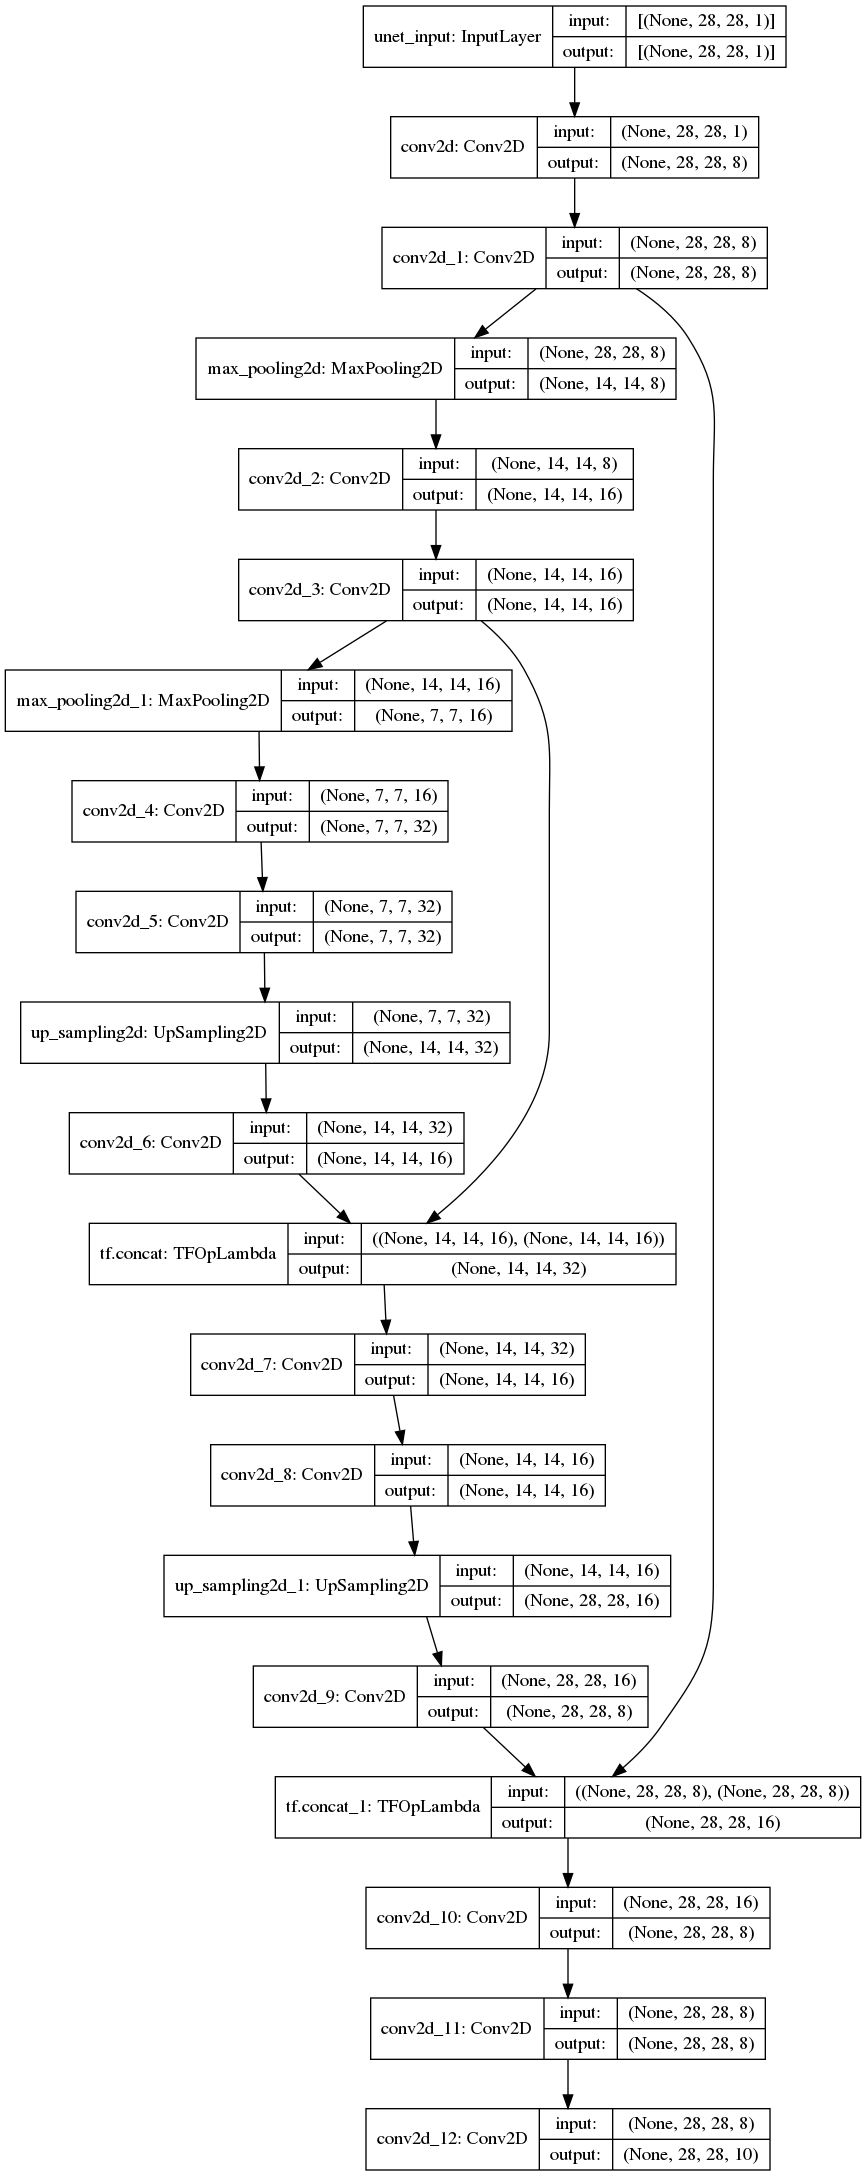 unet_input: InputLayer
input: [(None, 28, 28, 1)]
output: [(None, 28, 28, 1)]
conv2d: Conv2D
input: (None, 28, 28, 1)
output: (None, 28, 28, 8)
conv2d_1: Conv2D
input: (None, 28, 28, 8)
output: (None, 28, 28, 8)
max_pooling2d: MaxPooling2D
input: (None, 28, 28, 8)
output: (None, 14, 14, 8)
conv2d_2: Conv2D
input: (None, 14, 14, 8)
output: (None, 14, 14, 16)
conv2d_3: Conv2D
input: (None, 14, 14, 16)
output: (None, 14, 14, 16)
max_pooling2d_1: MaxPooling2D
input: (None, 14, 14, 16)
output: (None, 7, 7, 16)
conv2d_4: Conv2D
input: (None, 7, 7, 16)
output: (None, 7, 7, 32)
conv2d_5: Conv2D
input: (None, 7, 7, 32)
output: (None, 7, 7, 32)
up_sampling2d: UpSampling2D
input: (None, 7, 7, 32)
output: (None, 14, 14, 32)
conv2d_6: Conv2D
input: (None, 14, 14, 32)
output: (None, 14, 14, 16)
tf.concat: TFOpLambda
input: ((None, 14, 14, 16), (None, 14, 14, 16))
output: (None, 14, 14, 32)
conv2d_7: Conv2D
input: (None, 14, 14, 32)
output: (None, 14, 14, 16)
conv2d_8: Conv2D
input: (None, 14, 14, 16)
output: (None, 14, 14, 16)
up_sampling2d_1: UpSampling2D
input: (None, 14, 14, 16)
output: (None, 28, 28, 16)
conv2d_9: Conv2D
input: (None, 28, 28, 16)
output: (None, 28, 28, 8)
tf.concat_1: TFOpLambda
input: ((None, 28, 28, 8), (None, 28, 28, 8))
output: (None, 28, 28, 16)
conv2d_10: Conv2D
input: (None, 28, 28, 16)
output: (None, 28, 28, 8)
conv2d_11: Conv2D
input: (None, 28, 28, 8)
output: (None, 28, 28, 8)
conv2d_12: Conv2D
input: (None, 28, 28, 8)
output: (None, 28, 28, 10)